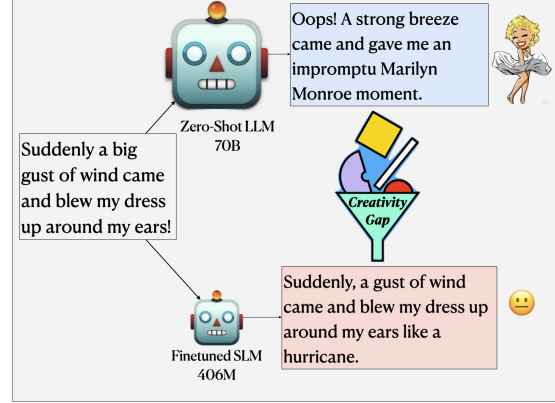 Oops! A strong breeze
came and gave me an
impromptu Marilyn
Monroe moment.
Zero-Shot LLM
70B
Suddenly a big
gust of wind came
and blew my dress
up around my ears!
Creativity
Gap
Suddenly, a gust of wind
came and blew my dress up
around my ears like a
hurricane.
Finetuned SLM
406M